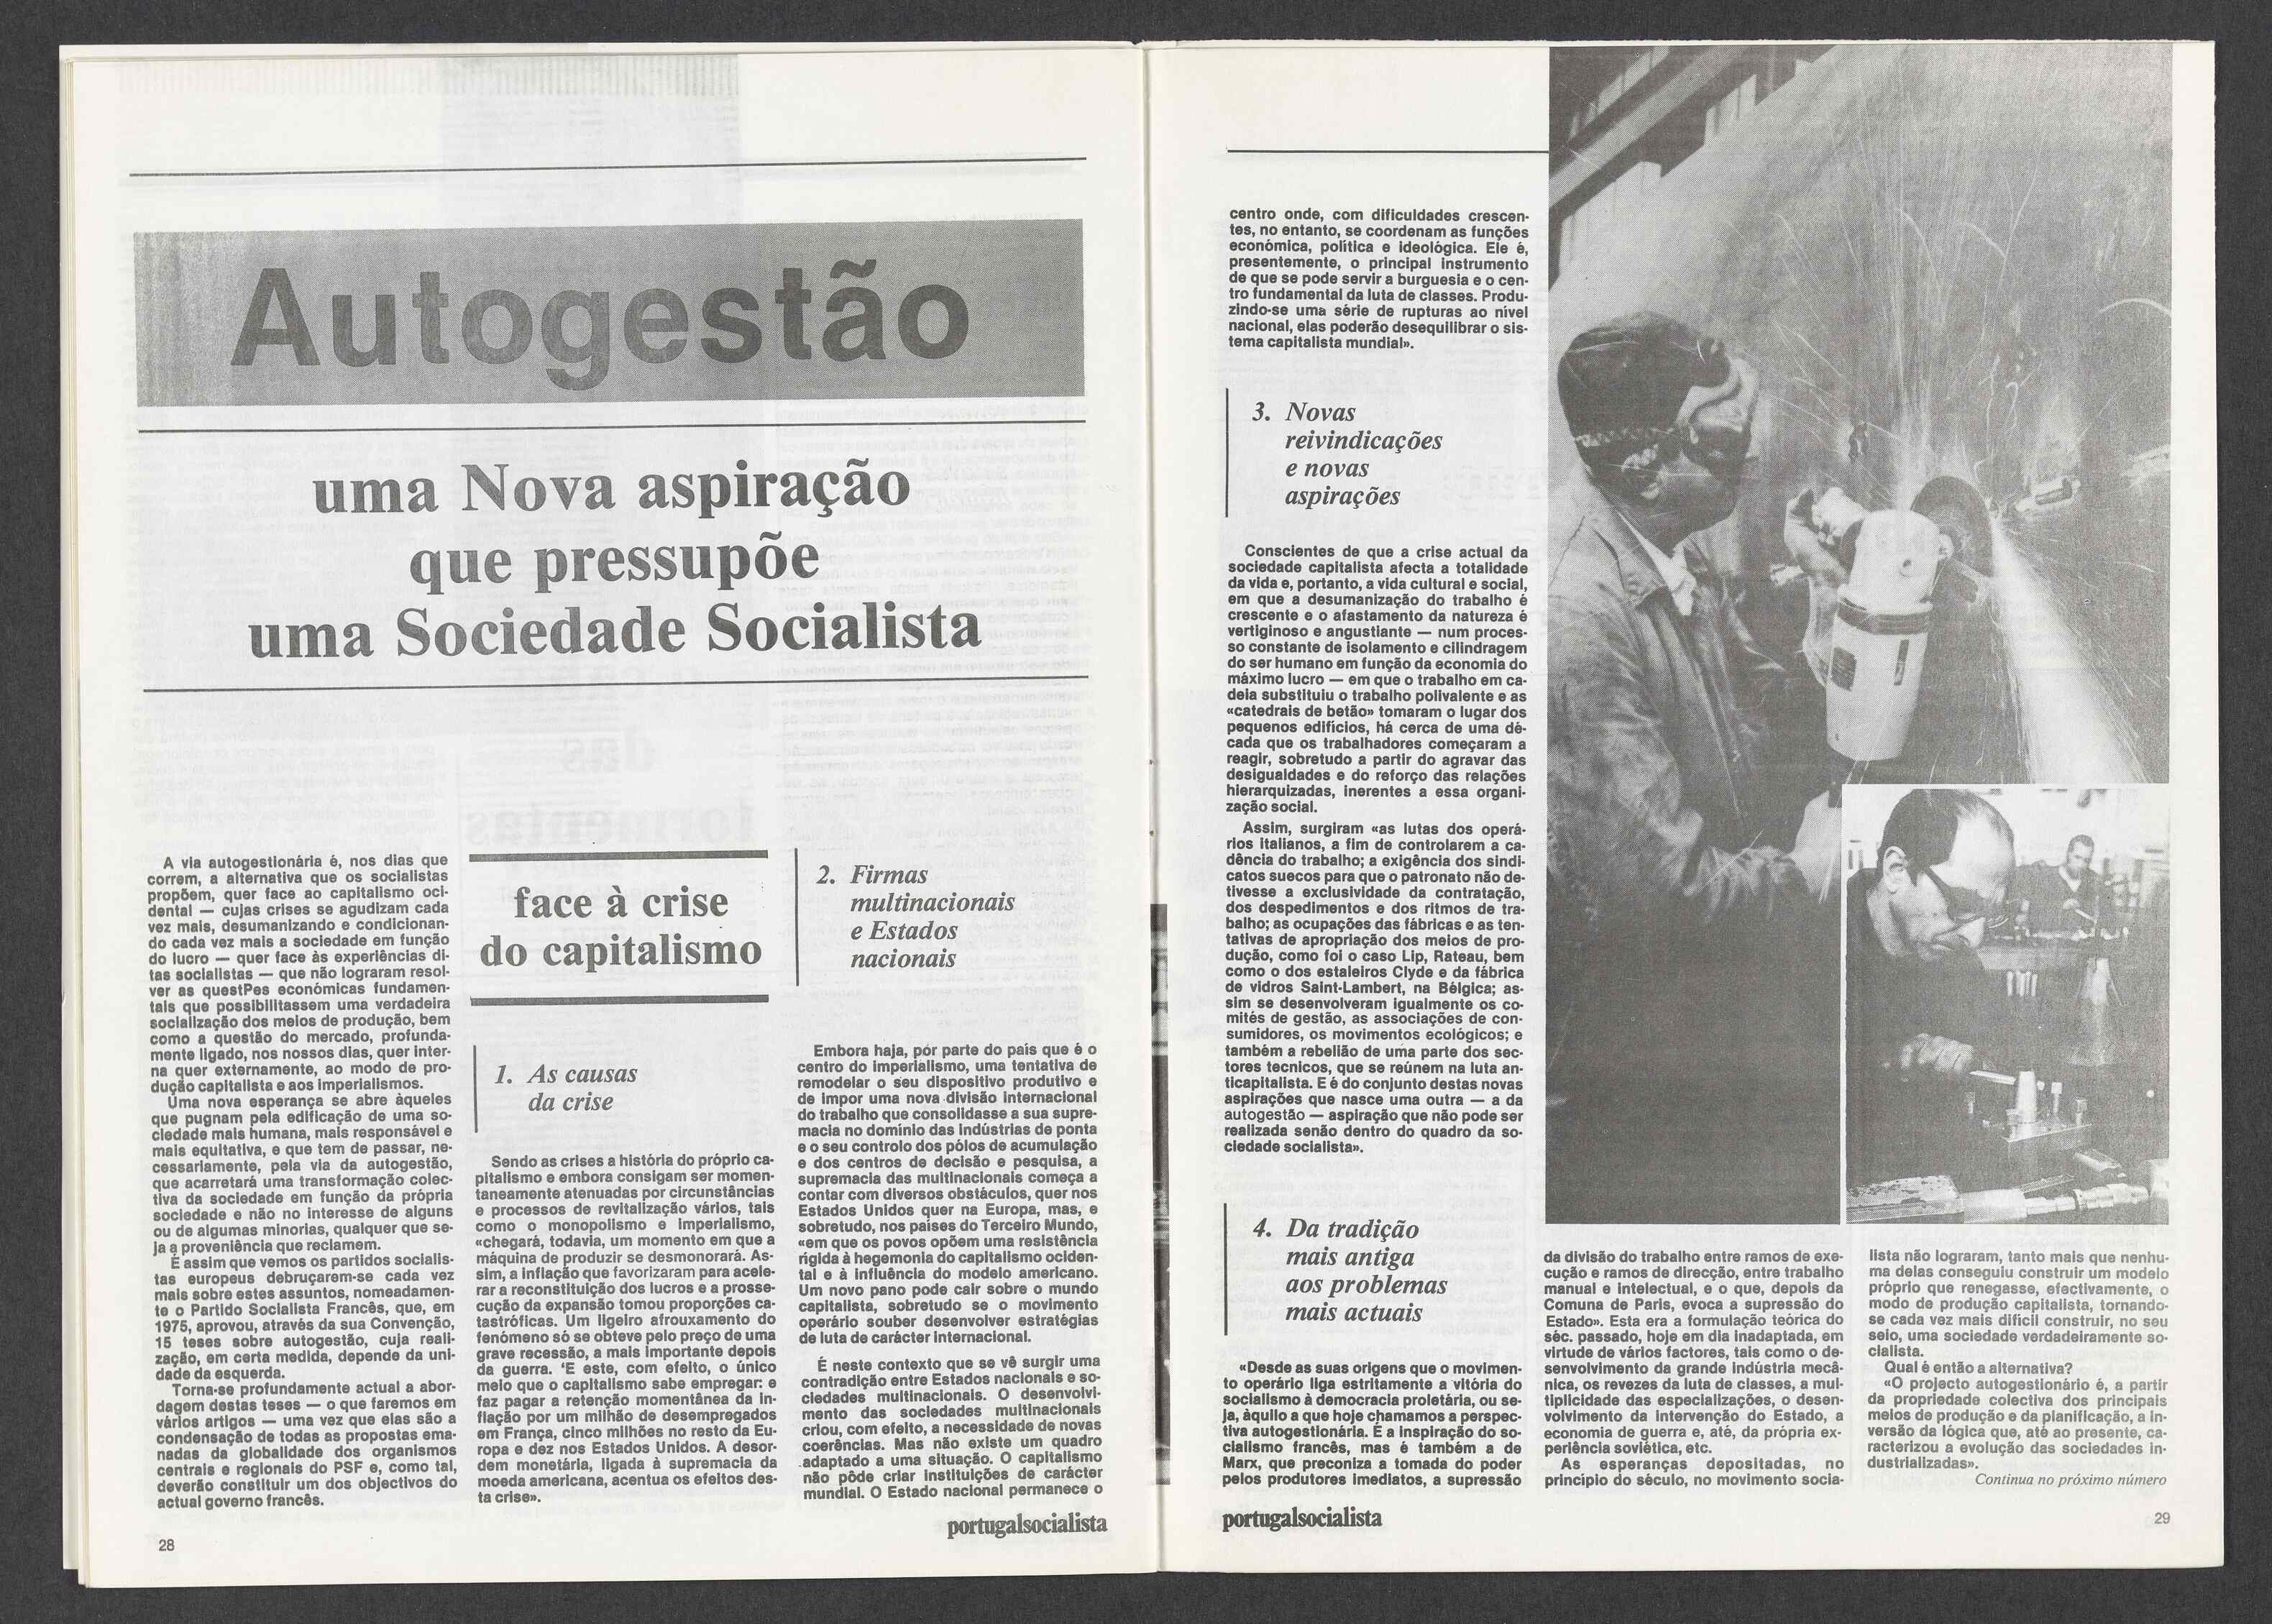 Autogestão
uma Nova aspiração
que pressupõe
uma Sociedade Socialista
A via autogestionária é, nos dias que
correm, a alternativa que os socialistas
propõem, quer face ao capitalismo oci-
dental — cujas crises se agudizam cada
vez mais, desumanizando e condicionan-
do cada vez mais a sociedade em função
do lucro — quer face às experiências di-
tas socialistas — que não lograram resol-
ver as questPes económicas fundamen-
tais que possibilitassem uma verdadeira
socialização dos meios de produção, bem
como a questão do mercado, profunda-
mente ligado, nos nossos dias, quer inter-
na quer externamente, ao modo de pro-
dução capitalista e aos imperialismos.
Uma nova esperança se abre àqueles
que pugnam pela edificação de uma so-
ciedade mais humana, mais responsável e
mais equitativa, e que tem de passar, ne-
cessariamente, pela via da autogestão,
que acarretará uma transformação colec-
tiva da sociedade em função da própria
sociedade e não no interesse de alguns
ou de algumas minorias, qualquer que se-
ja a proveniência que reclamem.
É assim que vemos os partidos socialis-
tas europeus debruçarem-se cada vez
mais sobre estes assuntos, nomeadamen-
te o Partido Socialista Francês, que, em
1975, aprovou, através da sua Convenção,
15 teses sobre autogestão, cuja reali-
zação, em certa medida, depende da uni-
dade da esquerda.
Torna-se profundamente actual a abor-
dagem destas teses — o que faremos em
vários artigos — uma vez que elas são a
condensação de todas as propostas ema-
nadas da globalidade dos organismos
centrais e regionais do PSF e, como tal,
deverão constituir um dos objectivos do
actual governo francês.
face à crise
do capitalismo
1. As causas
da crise
Sendo as crises a história do próprio ca-
pitalismo e embora consigam ser momen-
taneamente atenuadas por circunstâncias
e processos de revitalização vários, tais
como o monopolismo e imperialismo,
«chegará, todavia, um momento em que a
máquina de produzir se desmonorará. As-
sim, a inflação que favorizaram para acele-
rar a reconstituição dos lucros e a prosse-
cução da expansão tomou proporções ca-
tastróficas. Um ligeiro afrouxamento do
fenómeno só se obteve pelo preço de uma
grave recessão, a mais importante depois
da guerra. 'E este, com efeito, o único
meio que o capitalismo sabe empregar: e
faz pagar a retenção momentânea da in-
flação por um milhão de desempregados
em França, cinco milhões no resto da Eu-
ropa e dez nos Estados Unidos. A desor-
dem monetária, ligada à supremacia da
moeda americana, acentua os efeitos des-
ta crise».
2. Firmas
multinacionais
e Estados
nacionais
Embora haja, por parte do país que é o
centro do imperialismo, uma tentativa de
remodelar o seu dispositivo produtivo e
de impor uma nova divisão internacional
do trabalho que consolidasse a sua supre-
macia no domínio das indústrias de ponta
e o seu controlo dos pólos de acumulação
e dos centros de decisão e pesquisa, a
supremacia das multinacionais começa a
contar com diversos obstáculos, quer nos
Estados Unidos quer na Europa, mas, e
sobretudo, nos países do Terceiro Mundo,
«em que os povos opõem uma resistência
rígida à hegemonia do capitalismo ociden-
tal e à influência do modelo americano.
Um novo pano pode cair sobre o mundo
capitalista, sobretudo se o movimento
operário souber desenvolver estratégias
de luta de carácter internacional.
É neste contexto que se vê surgir uma
contradição entre Estados nacionais e so-
ciedades multinacionais. O desenvolvi-
mento das sociedades multinacionais
criou, com efeito, a necessidade de novas
coerências. Mas não existe um quadro
adaptado a uma situação. O capitalismo
não pôde criar instituições de carácter
mundial. O Estado nacional permanece o
portugalsocialista
28
centro onde, com dificuldades crescen-
tes, no entanto, se coordenam as funções
económica, política e ideológica. Ele é,
presentemente, o principal instrumento
de que se pode servir a burguesia e o cen-
tro fundamental da luta de classes. Produ-
zindo-se uma série de rupturas ao nível
nacional, elas poderão desequilibrar o sis-
tema capitalista mundial».
3. Novas
reivindicações
e novas
aspirações
Conscientes de que a crise actual da
sociedade capitalista afecta a totalidade
da vida e, portanto, a vida cultural e social,
em que a desumanização do trabalho é
crescente e o afastamento da natureza é
vertiginoso e angustiante — num proces-
so constante de isolamento e cilindragem
do ser humano em função da economia do
máximo lucro — em que o trabalho em ca-
deia substituiu o trabalho polivalente e as
«catedrais de betão» tomaram o lugar dos
pequenos edifícios, há cerca de uma dé-
cada que os trabalhadores começaram a
reagir, sobretudo a partir do agravar das
desigualdades e do reforço das relações
hierarquizadas, inerentes a essa organi-
zação social.
Assim, surgiram «as lutas dos operá-
rios italianos, a fim de controlarem a ca-
dência do trabalho; a exigência dos sindi-
catos suecos para que o patronato não de-
tivesse a exclusividade da contratação,
dos despedimentos e dos ritmos de tra-
balho; as ocupações das fábricas e as ten-
tativas de apropriação dos meios de pro-
dução, como foi o caso Lip, Rateau, bem
como o dos estaleiros Clyde e da fábrica
de vidros Saint-Lambert, na Bélgica; as-
sim se desenvolveram igualmente os co-
mités de gestão, as associações de con-
sumidores, os movimentos ecológicos; e
também a rebelião de uma parte dos sec-
tores tecnicos, que se reúnem na luta an-
ticapitalista. E é do conjunto destas novas
aspirações que nasce uma outra — a da
autogestão — aspiração que não pode ser
realizada senão dentro do quadro da so-
ciedade socialista».
4. Da tradição
mais antiga
aos problemas
mais actuais
«Desde as suas origens que o movimen-
to operário liga estritamente a vitória do
socialismo à democracia proletária, ou se-
ja, àquilo a que hoje chamamos a perspec-
tiva autogestionária. É a inspiração do so-
cialismo francês, mas é também a de
Marx, que preconiza a tomada do poder
pelos produtores imediatos, a supressão
da divisão do trabalho entre ramos de exe-
cução e ramos de direcção, entre trabalho
manual e intelectual, e o que, depois da
Comuna de Paris, evoca a supressão do
Estado». Esta era a formulação teórica do
séc. passado, hoje em dia inadaptada, em
virtude de vários factores, tais como o de-
senvolvimento da grande indústria mecâ-
nica, os revezes da luta de classes, a mul-
tiplicidade das especializações, o desen-
volvimento da intervenção do Estado, a
economia de guerra e, até, da própria ex-
periência soviética, etc.
As esperanças depositadas, no
princípio do século, no movimento socia-
lista não lograram, tanto mais que nenhu-
ma delas conseguiu construir um modelo
próprio que renegasse, efectivamente, o
modo de produção capitalista, tornando-
se cada vez mais difícil construir, no seu
seio, uma sociedade verdadeiramente so-
cialista.
Qual é então a alternativa?
«O projecto autogestionário é, a partir
da propriedade colectiva dos principais
meios de produção e da planificação, a in-
versão da lógica que, até ao presente, ca-
racterizou a evolução das sociedades in-
dustrializadas».
Continua no próximo número
portugalsocialista
29